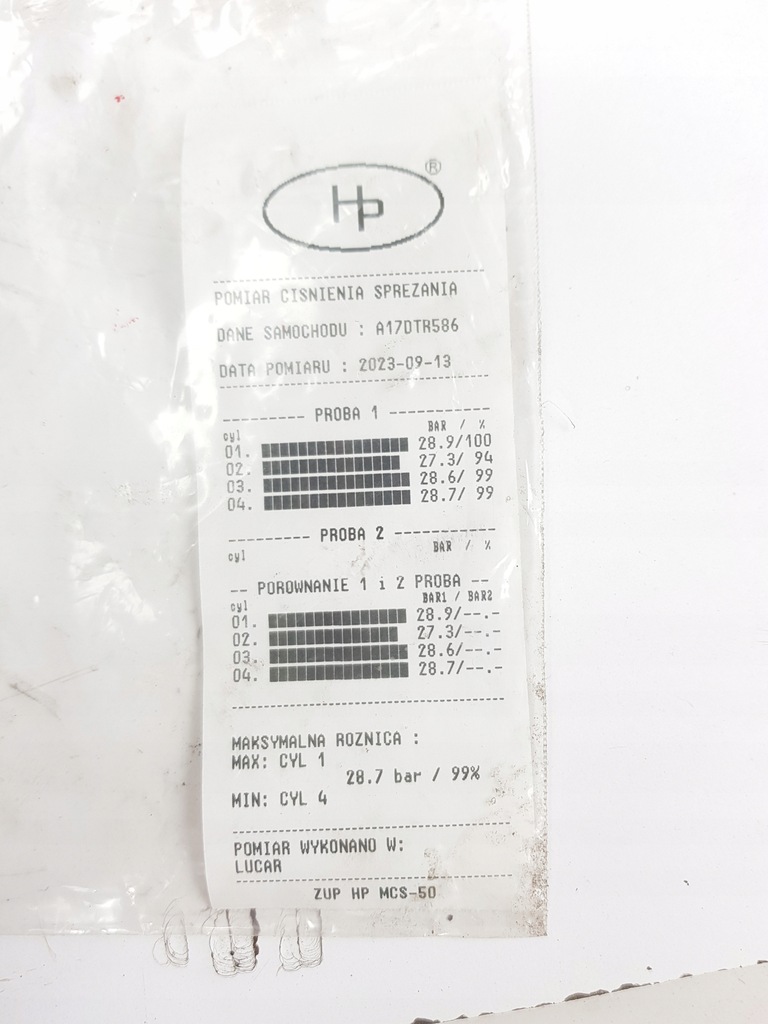 Hp ®
POMIAR CISNIENIA SPREZANIA
DANE SAMOCHODU : A17DTR586
DATA POMIARU : 2023-09-13
--------- PROBA 1 -----------
cyl BAR / %
01. 28.9/100
02. 27.3/ 94
03. 28.6/ 99
04. 28.7/ 99
--------- PROBA 2 -----------
cyl BAR / %
-- POROWNANIE 1 i 2 PROBA --
cyl BAR1 / BAR2
01. 28.9/--.-
02. 27.3/--.-
03. 28.6/--.-
04. 28.7/--.-
MAKSYMALNA ROZNICA :
MAX: CYL 1
28.7 bar / 99%
MIN: CYL 4
POMIAR WYKONANO W:
LUCAR
ZUP HP MCS-50